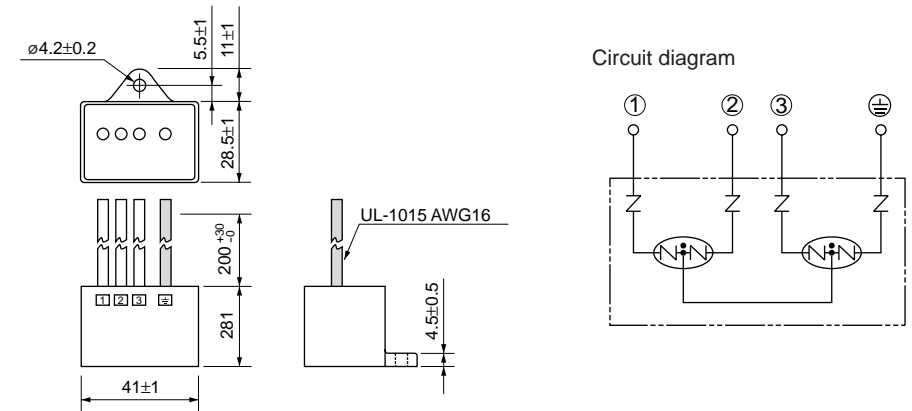 ø4.2±0.2
5.5±1
11±1
28.5±1
UL-1015 AWG16
200 +30 -0
1 2 3
281
4.5±0.5
41±1
Circuit diagram
① ② ③